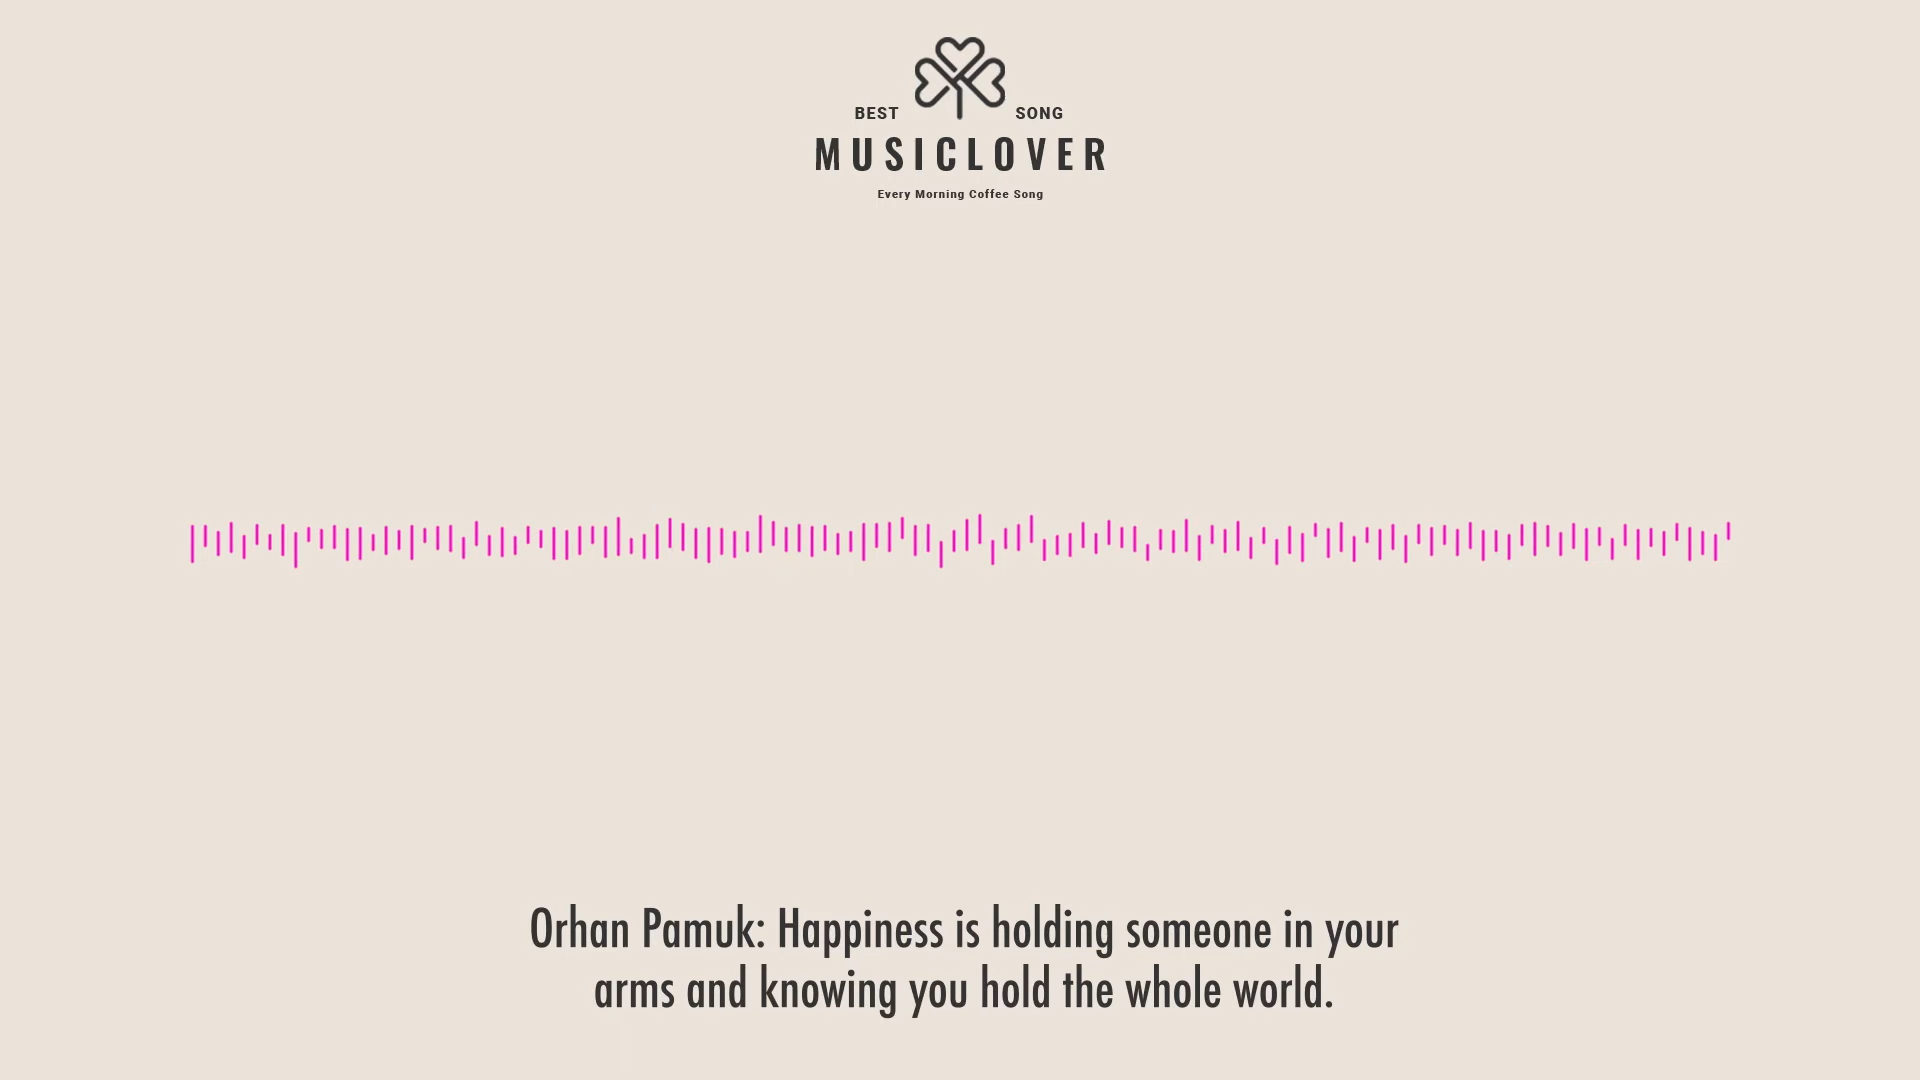 BEST SONG
MUSICLOVER
Every Morning Coffee Song
Orhan Pamuk: Happiness is holding someone in your
arms and knowing you hold the whole world.